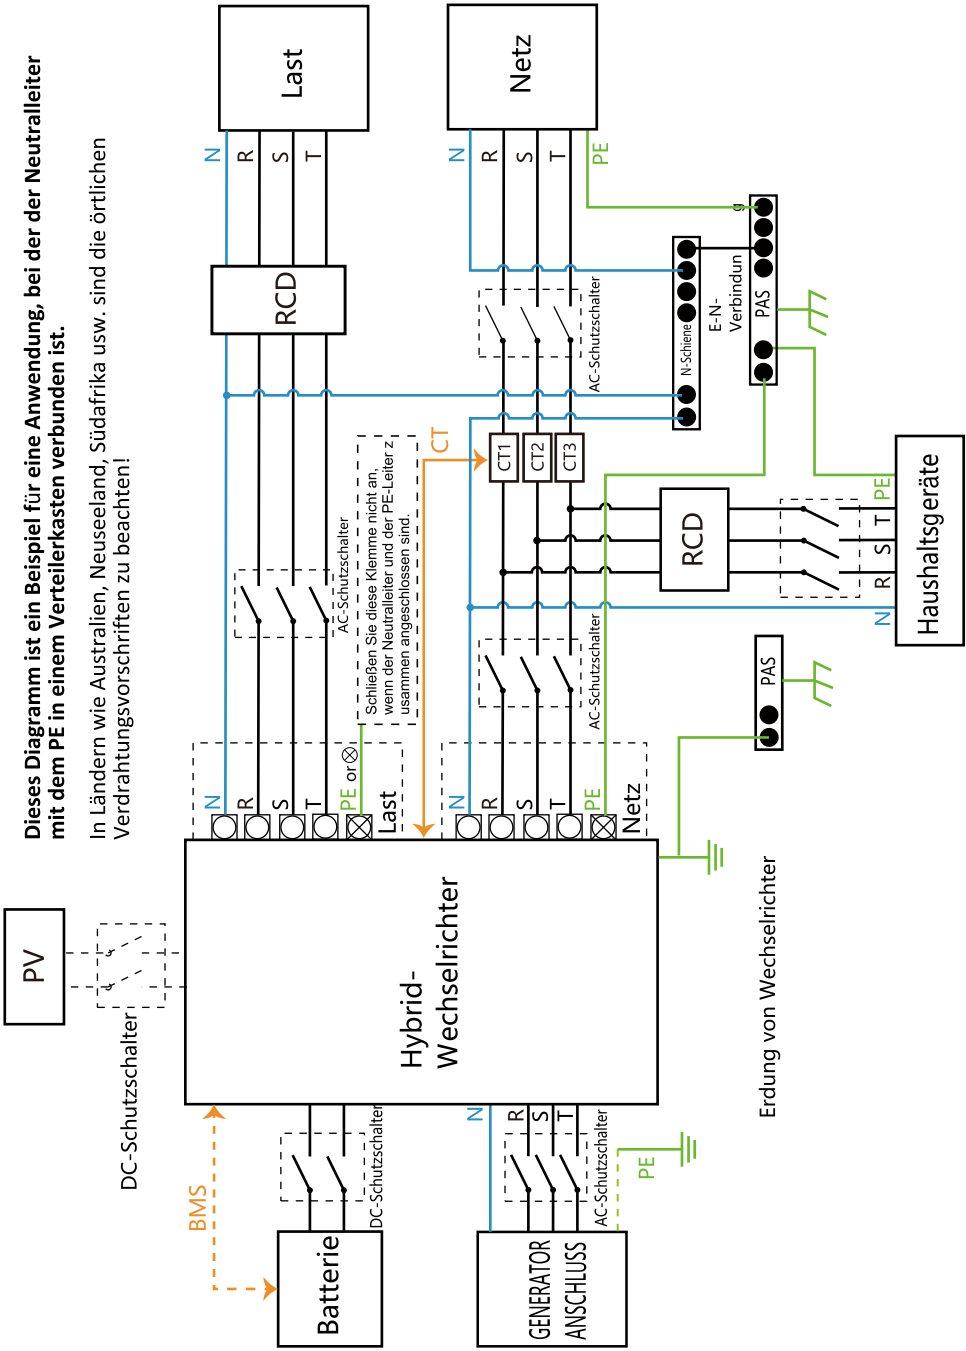 Dieses Diagramm ist ein Beispiel für eine Anwendung, bei der der Neutralleiter
mit dem PE in einem Verteilerkasten verbunden ist.
In Ländern wie Australien, Neuseeland, Südafrika usw. sind die örtlichen
Verdrahtungsvorschriften zu beachten!
PV
DC-Schutzschalter
BMS
Batterie
DC-Schutzschalter
Hybrid-
Wechselrichter
GENERATOR
ANSCHLUSS
N
R
S
T
AC-Schutzschalter
PE
Erdung von Wechselrichter
N
R
S
T
PE or
Last
Schließen Sie diese Klemme nicht an,
wenn der Neutralleiter und der PE-Leiter z
usammen angeschlossen sind.
AC-Schutzschalter
RCD
N
R
S
T
Last
N
R
S
T
PE
Netz
AC-Schutzschalter
CT
CT1
CT2
CT3
AC-Schutzschalter
N
R
S
T
PE
Netz
N-Schiene
E-N-
Verbindun
g
PAS
RCD
N
R
S
T
PE
Haushaltsgeräte
PAS